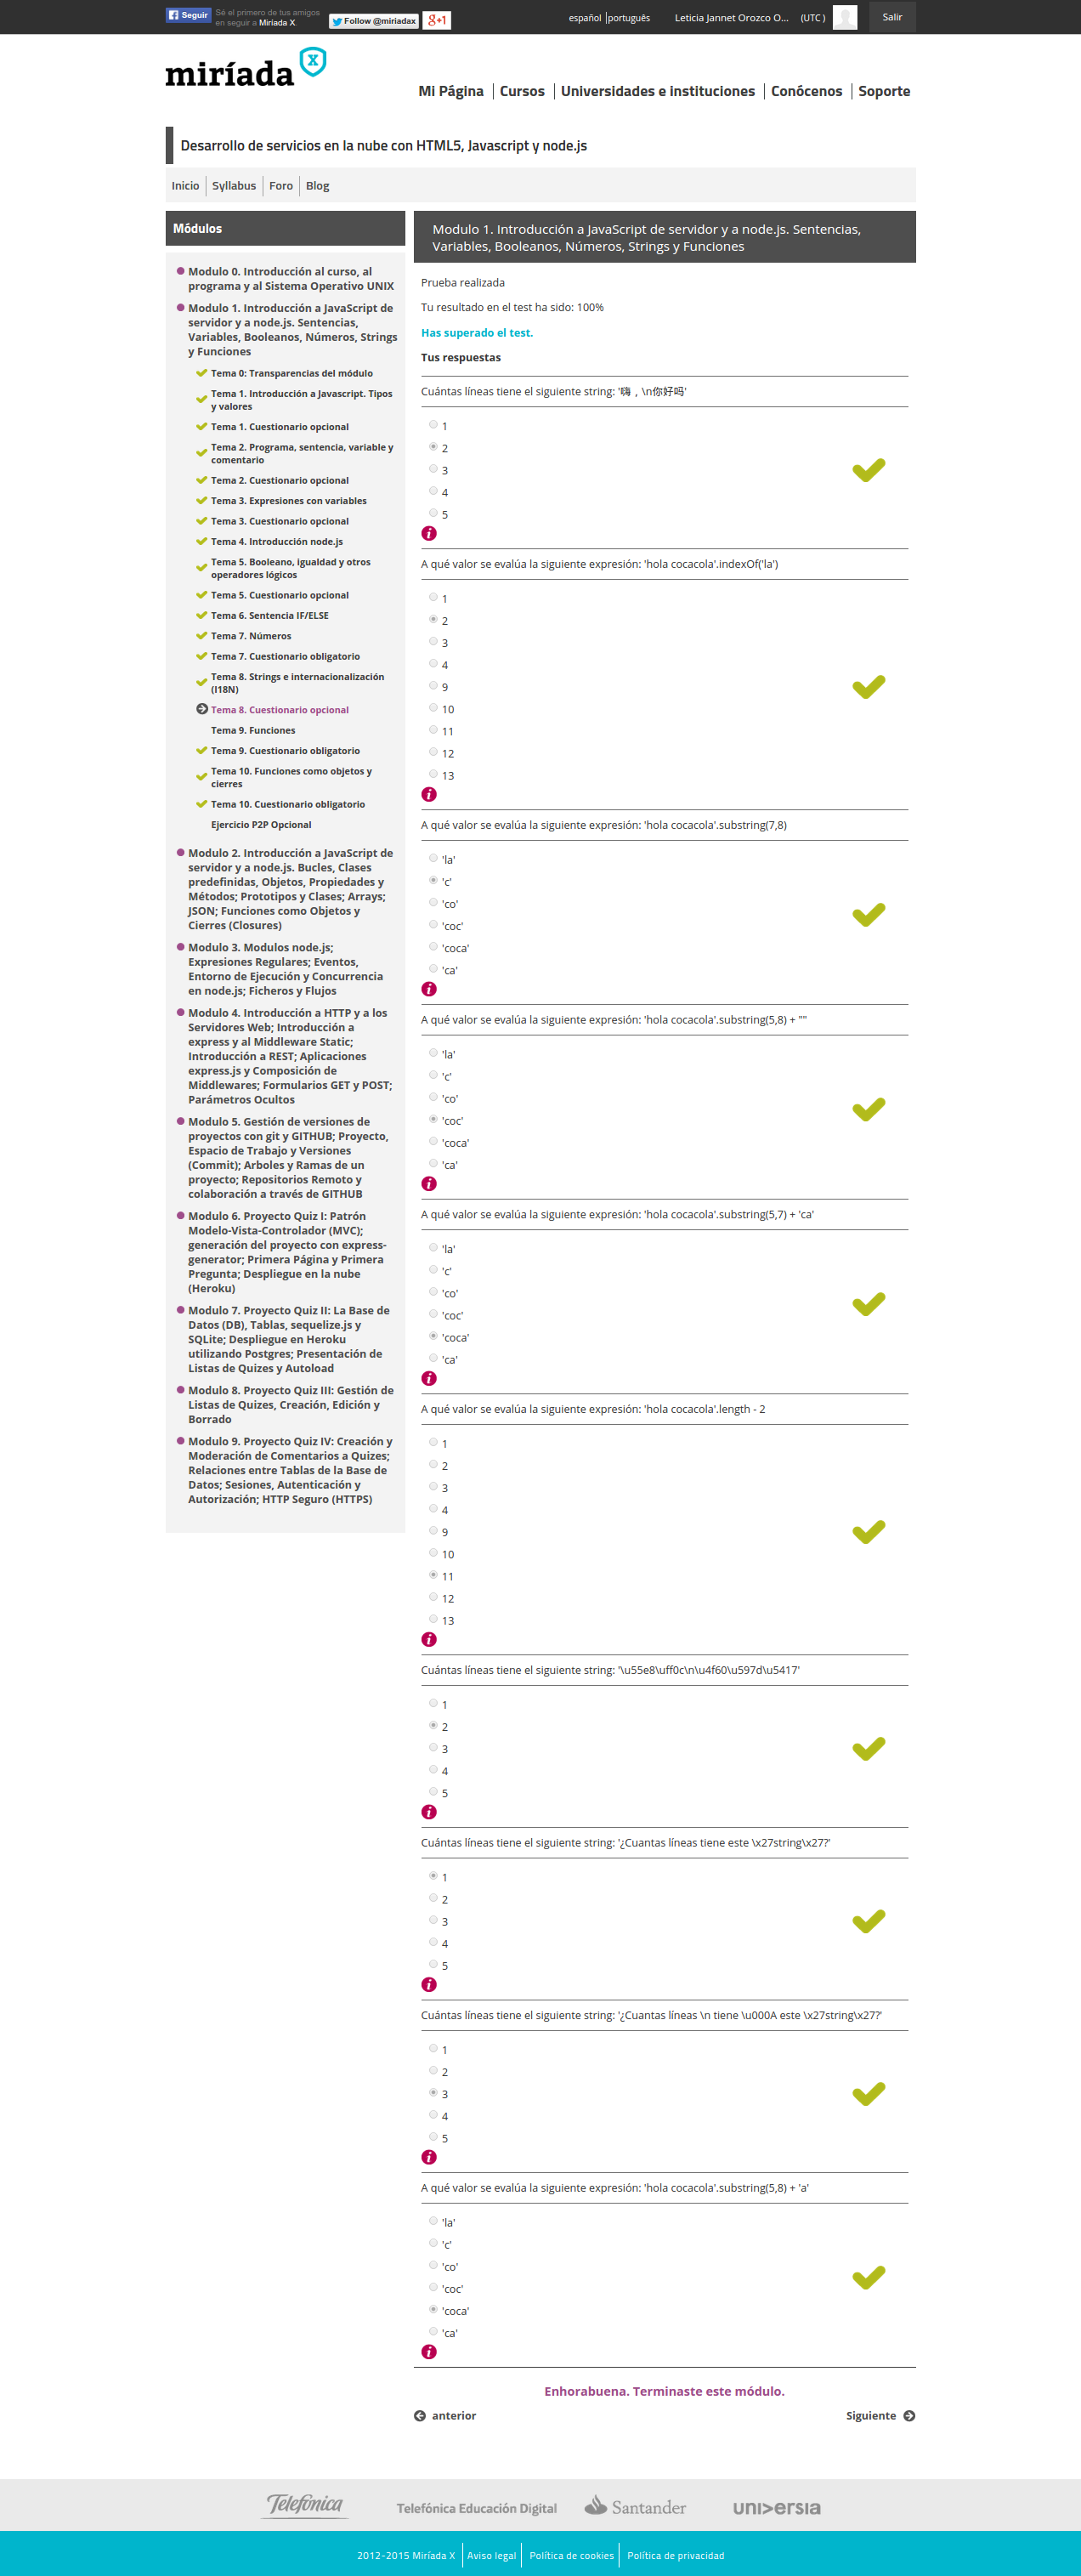 Seguir
Sé el primero de tus amigos
en seguir a Miriada X.
Follow @miriadax
g+1
español
português
Leticia Jannet Orozco O...
(UTC )
Salir
miríada X
Mi Página
Cursos
Universidades e instituciones
Conócenos
Soporte
Desarrollo de servicios en la nube con HTML5, Javascript y node.js
Inicio
Syllabus
Foro
Blog
Módulos
Modulo 0. Introducción al curso, al
programa y al Sistema Operativo UNIX
Modulo 1. Introducción a JavaScript de
servidor y a node.js. Sentencias,
Variables, Booleanos, Números, Strings
y Funciones
Tema 0: Transparencias del módulo
Tema 1. Introducción a Javascript. Tipos
y valores
Tema 1. Cuestionario opcional
Tema 2. Programa, sentencia, variable y
comentario
Tema 2. Cuestionario opcional
Tema 3. Expresiones con variables
Tema 3. Cuestionario opcional
Tema 4. Introducción node.js
Tema 5. Booleano, igualdad y otros
operadores lógicos
Tema 5. Cuestionario opcional
Tema 6. Sentencia IF/ELSE
Tema 7. Números
Tema 7. Cuestionario obligatorio
Tema 8. Strings e internacionalización
(I18N)
Tema 8. Cuestionario opcional
Tema 9. Funciones
Tema 9. Cuestionario obligatorio
Tema 10. Funciones como objetos y
cierres
Tema 10. Cuestionario obligatorio
Ejercicio P2P Opcional
Modulo 2. Introducción a JavaScript de
servidor y a node.js. Bucles, Clases
predefinidas, Objetos, Propiedades y
Métodos; Prototipos y Clases; Arrays;
JSON; Funciones como Objetos y
Cierres (Closures)
Modulo 3. Modulos node.js;
Expresiones Regulares; Eventos,
Entorno de Ejecución y Concurrencia
en node.js; Ficheros y Flujos
Modulo 4. Introducción a HTTP y a los
Servidores Web; Introducción a
express y al Middleware Static;
Introducción a REST; Aplicaciones
express.js y Composición de
Middlewares; Formularios GET y POST;
Parámetros Ocultos
Modulo 5. Gestión de versiones de
proyectos con git y GITHUB; Proyecto,
Espacio de Trabajo y Versiones
(Commit); Arboles y Ramas de un
proyecto; Repositorios Remoto y
colaboración a través de GITHUB
Modulo 6. Proyecto Quiz I: Patrón
Modelo-Vista-Controlador (MVC);
generación del proyecto con express-
generator; Primera Página y Primera
Pregunta; Despliegue en la nube
(Heroku)
Modulo 7. Proyecto Quiz II: La Base de
Datos (DB), Tablas, sequelize.js y
SQLite; Despliegue en Heroku
utilizando Postgres; Presentación de
Listas de Quizes y Autoload
Modulo 8. Proyecto Quiz III: Gestión de
Listas de Quizes, Creación, Edición y
Borrado
Modulo 9. Proyecto Quiz IV: Creación y
Moderación de Comentarios a Quizes;
Relaciones entre Tablas de la Base de
Datos; Sesiones, Autenticación y
Autorización; HTTP Seguro (HTTPS)
Modulo 1. Introducción a JavaScript de servidor y a node.js. Sentencias,
Variables, Booleanos, Números, Strings y Funciones
Prueba realizada
Tu resultado en el test ha sido: 100%
Has superado el test.
Tus respuestas
Cuántas líneas tiene el siguiente string: '嗨，\n你好吗'
1
2
3
4
5
A qué valor se evalúa la siguiente expresión: 'hola cocacola'.indexOf('la')
1
2
3
4
9
10
11
12
13
A qué valor se evalúa la siguiente expresión: 'hola cocacola'.substring(7,8)
'la'
'c'
'co'
'coc'
'coca'
'ca'
A qué valor se evalúa la siguiente expresión: 'hola cocacola'.substring(5,8) + ""
'la'
'c'
'co'
'coc'
'coca'
'ca'
A qué valor se evalúa la siguiente expresión: 'hola cocacola'.substring(5,7) + 'ca'
'la'
'c'
'co'
'coc'
'coca'
'ca'
A qué valor se evalúa la siguiente expresión: 'hola cocacola'.length - 2
1
2
3
4
9
10
11
12
13
Cuántas líneas tiene el siguiente string: '\u55e8\uff0c\n\u4f60\u597d\u5417'
1
2
3
4
5
Cuántas líneas tiene el siguiente string: '¿Cuantas líneas tiene este \x27string\x27?'
1
2
3
4
5
Cuántas líneas tiene el siguiente string: '¿Cuantas líneas \n tiene \u000A este \x27string\x27?'
1
2
3
4
5
A qué valor se evalúa la siguiente expresión: 'hola cocacola'.substring(5,8) + 'a'
'la'
'c'
'co'
'coc'
'coca'
'ca'
Enhorabuena. Terminaste este módulo.
anterior
Siguiente
Telefónica
Telefónica Educación Digital
Santander
universia
2012-2015 Miríada X
Aviso legal
Política de cookies
Política de privacidad